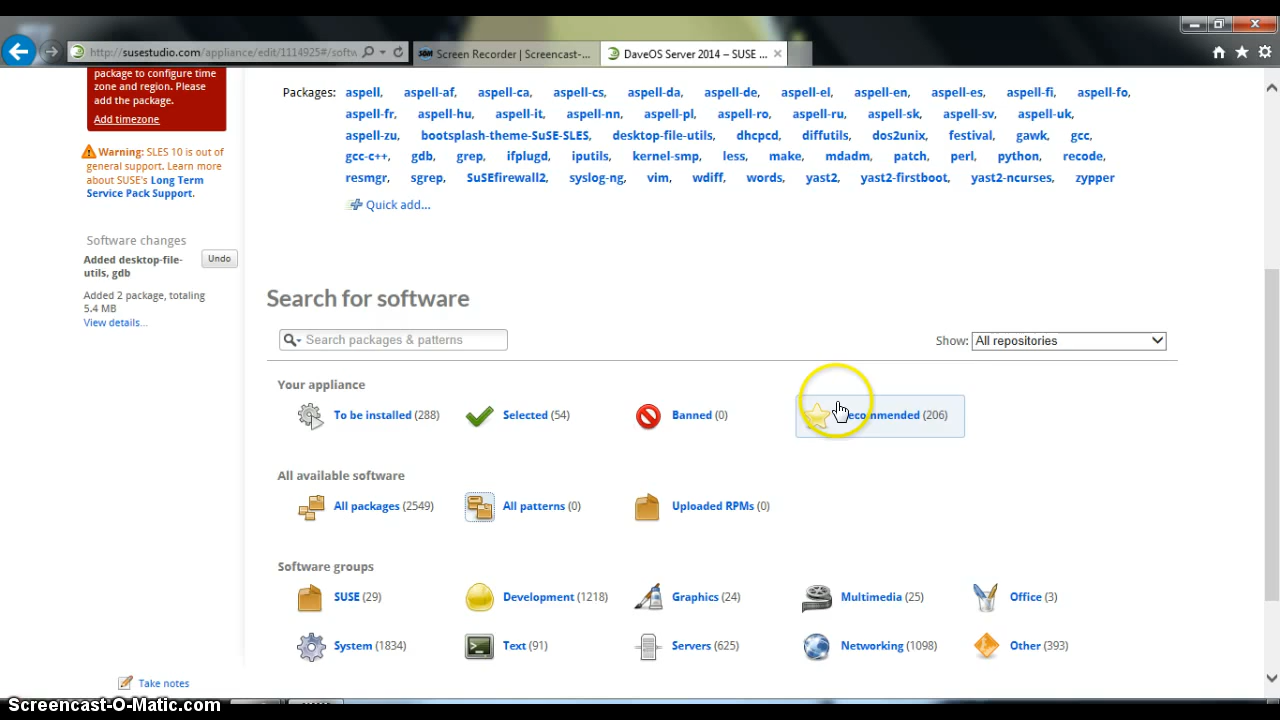 http://susestudio.com/appliance/edit/1114925#/softw
Screen Recorder | Screencast-...
DaveOS Server 2014 – SUSE ...
package to configure time
zone and region. Please
add the package.
Add timezone
Warning: SLES 10 is out of
general support. Learn more
about SUSE's Long Term
Service Pack Support.
Software changes
Added desktop-file-
utils, gdb
Undo
Added 2 package, totaling
5.4 MB
View details...
Packages: aspell, aspell-af, aspell-ca, aspell-cs, aspell-da, aspell-de, aspell-el, aspell-en, aspell-es, aspell-fi, aspell-fo,
aspell-fr, aspell-hu, aspell-it, aspell-nn, aspell-pl, aspell-ro, aspell-ru, aspell-sk, aspell-sv, aspell-uk,
aspell-zu, bootsplash-theme-SuSE-SLES, desktop-file-utils, dhcpcd, diffutils, dos2unix, festival, gawk, gcc,
gcc-c++, gdb, grep, ifplugd, iputils, kernel-smp, less, make, mdadm, patch, perl, python, recode,
resmgr, sgrep, SuSEfirewall2, syslog-ng, vim, wdiff, words, yast2, yast2-firstboot, yast2-ncurses, zypper
Quick add...
Search for software
Search packages & patterns
Show: All repositories
Your appliance
To be installed (288) Selected (54) Banned (0) ecommended (206)
All available software
All packages (2549) All patterns (0) Uploaded RPMs (0)
Software groups
SUSE (29) Development (1218) Graphics (24) Multimedia (25) Office (3)
System (1834) Text (91) Servers (625) Networking (1098) Other (393)
Take notes
Screencast-O-Matic.com